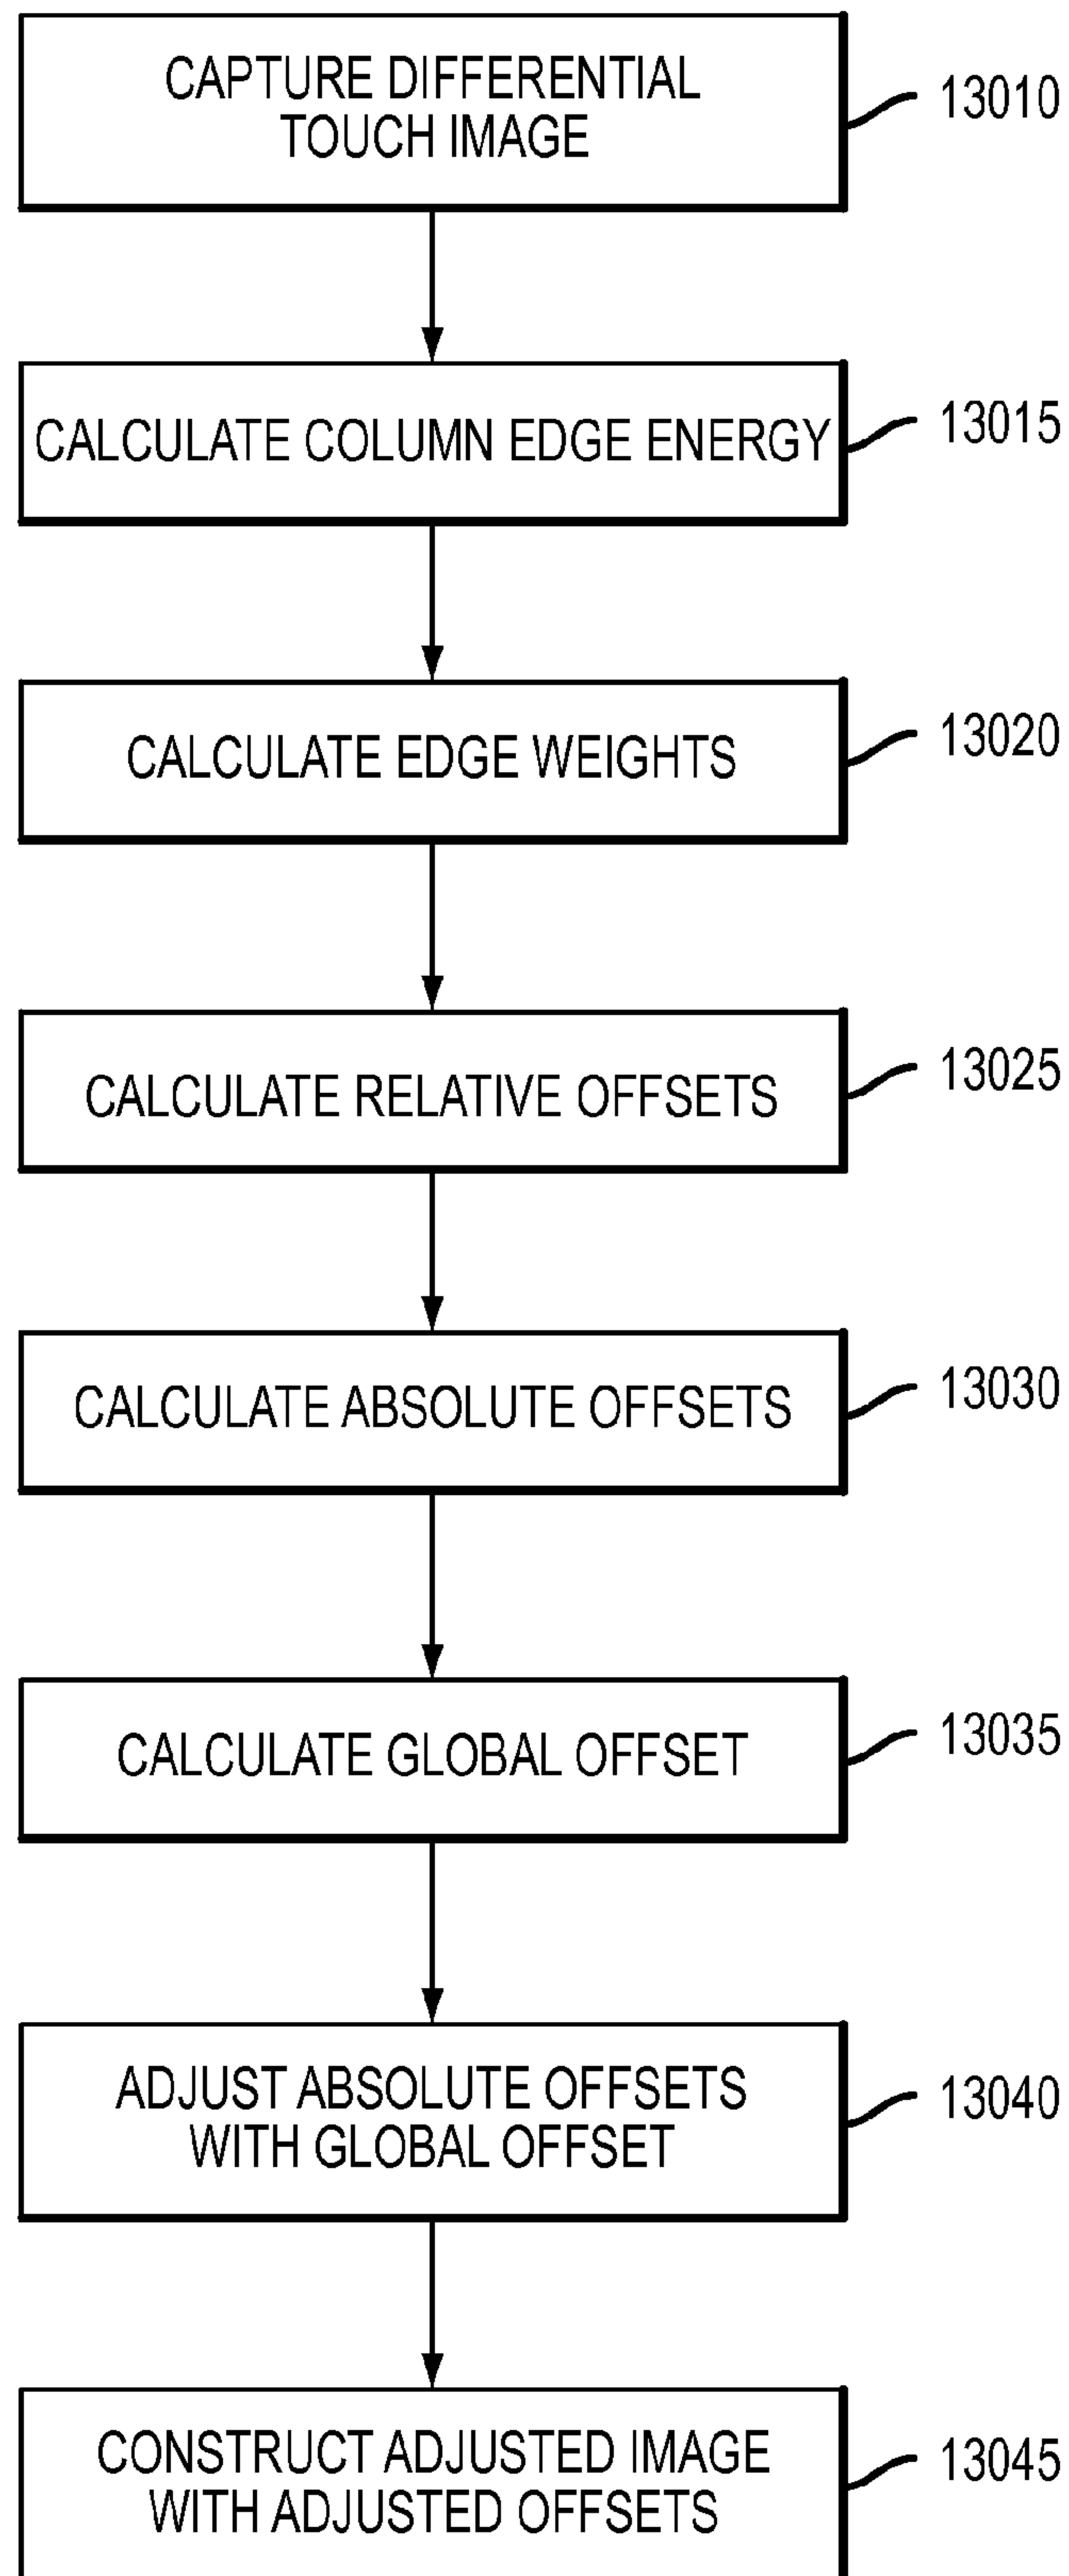 CAPTURE DIFFERENTIAL
TOUCH IMAGE
13010
CALCULATE COLUMN EDGE ENERGY
13015
CALCULATE EDGE WEIGHTS
13020
CALCULATE RELATIVE OFFSETS
13025
CALCULATE ABSOLUTE OFFSETS
13030
CALCULATE GLOBAL OFFSET
13035
ADJUST ABSOLUTE OFFSETS
WITH GLOBAL OFFSET
13040
CONSTRUCT ADJUSTED IMAGE
WITH ADJUSTED OFFSETS
13045